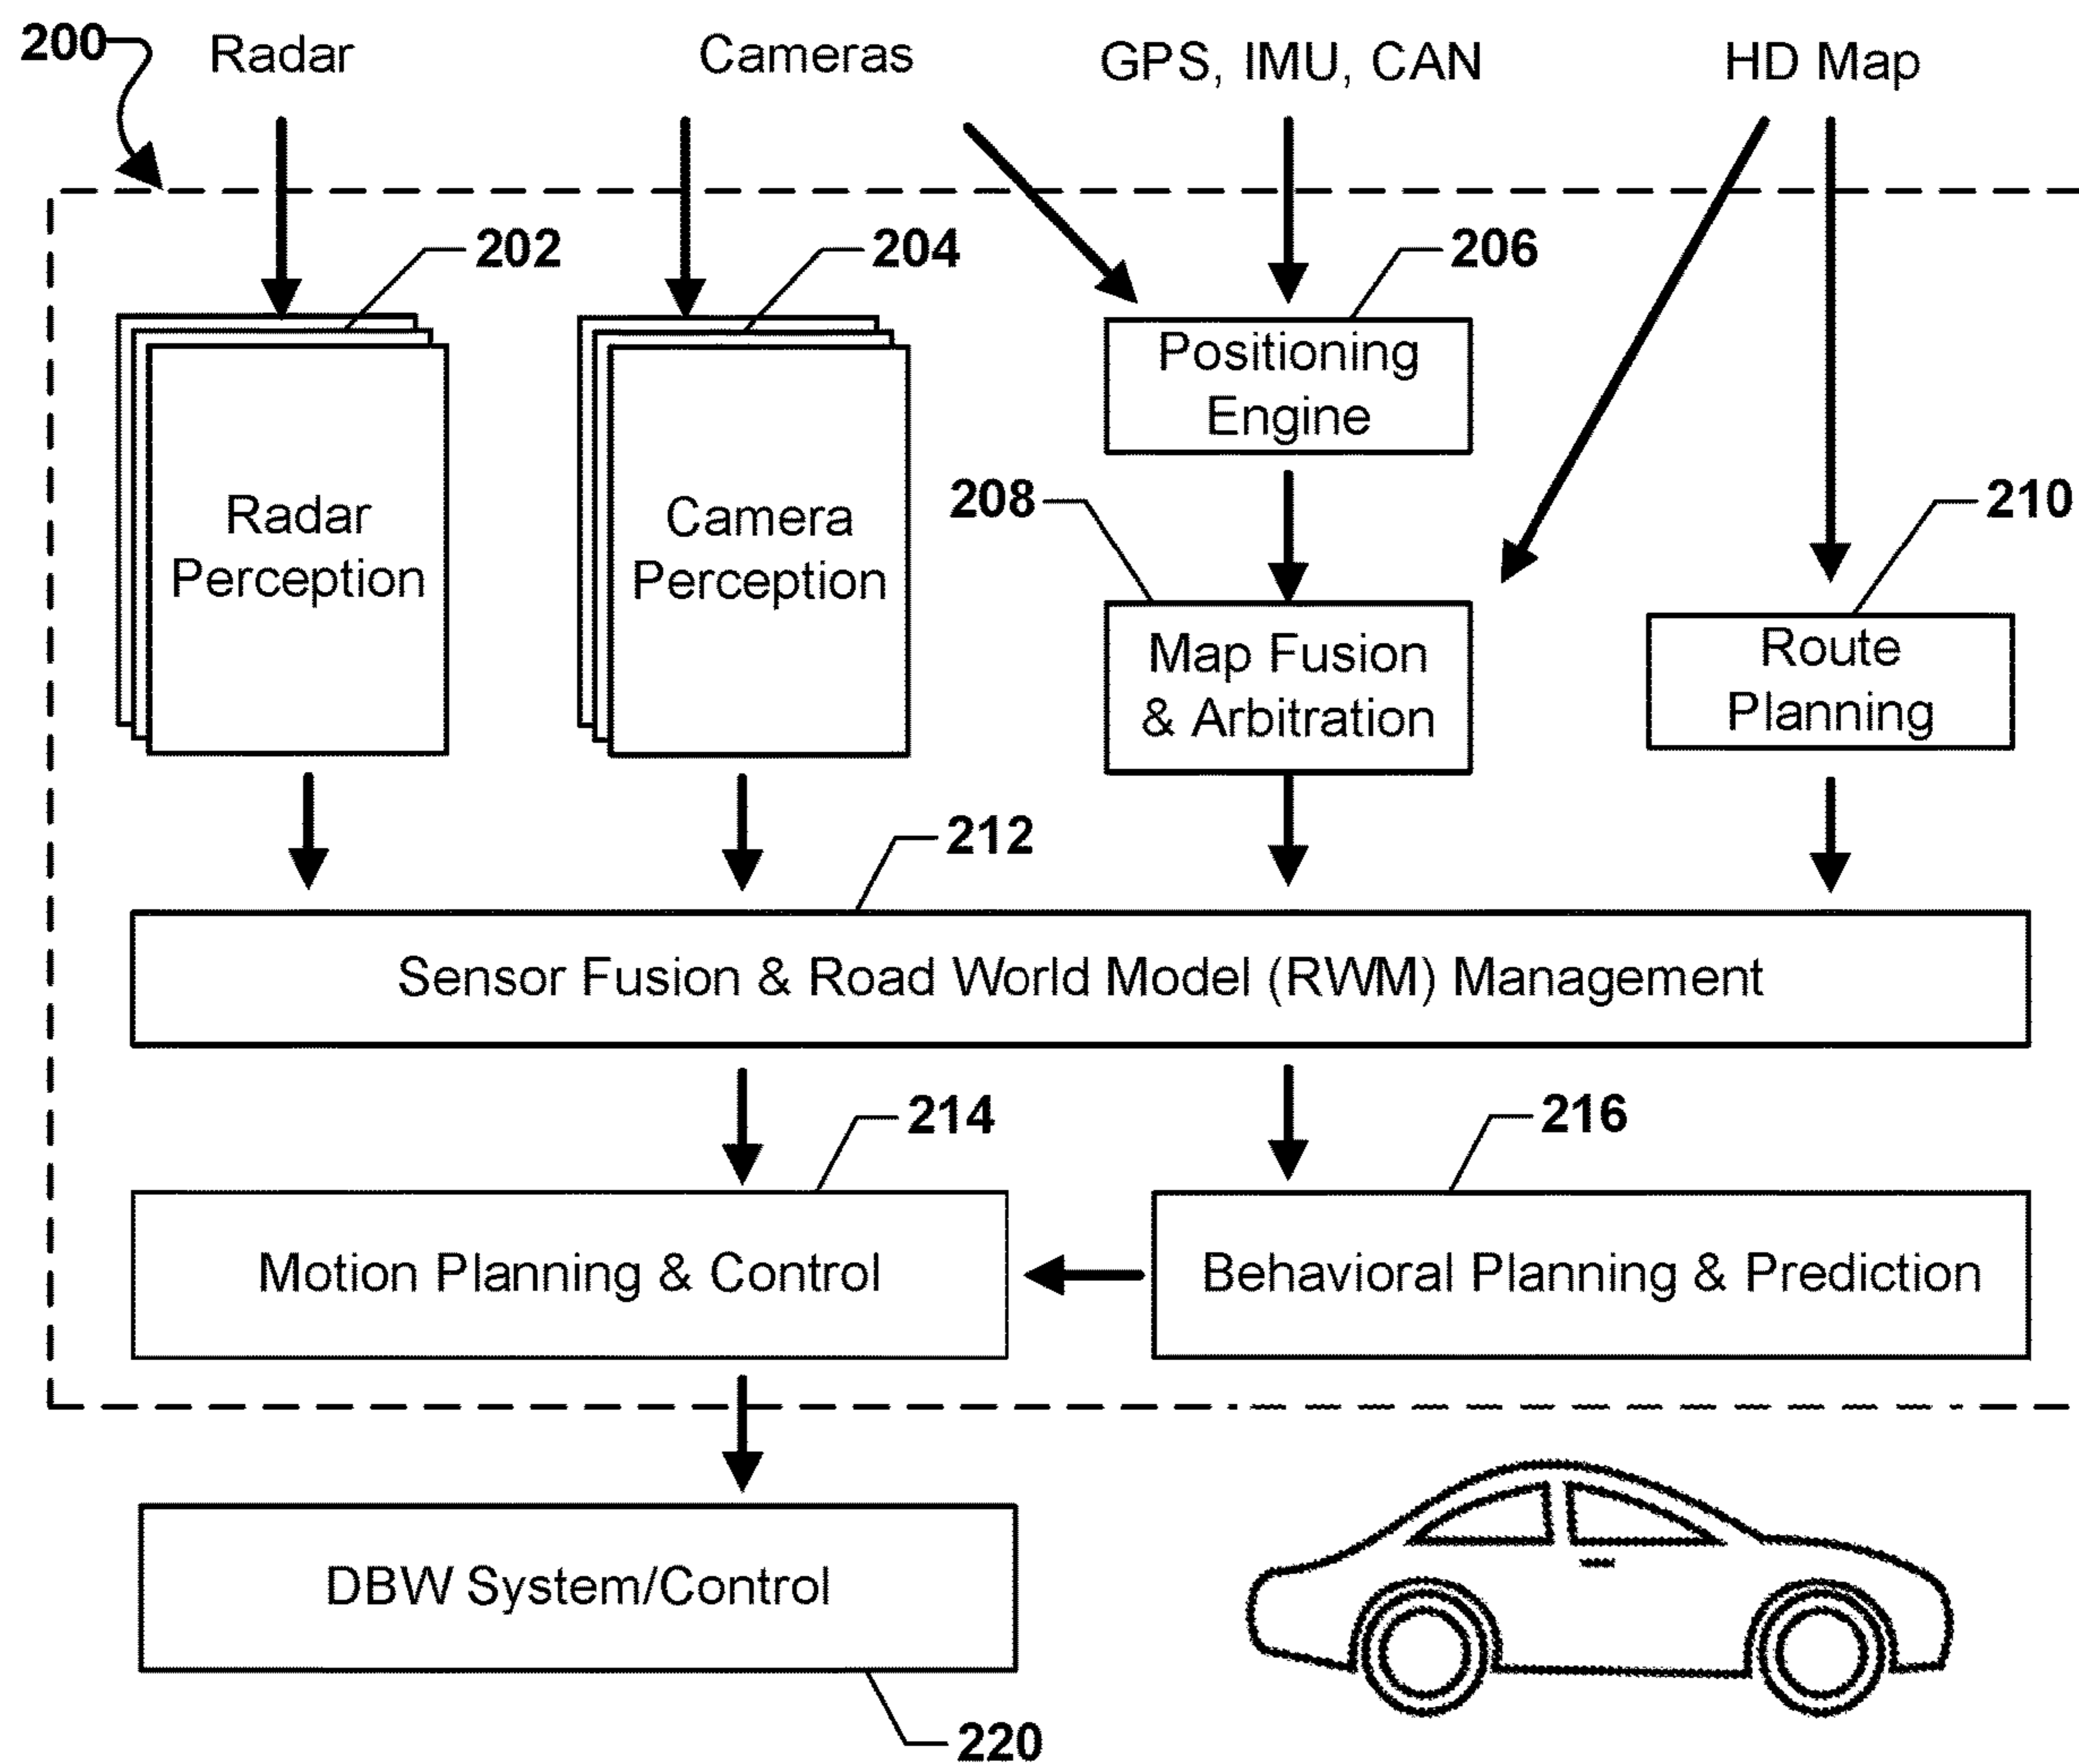 200
Radar
Cameras
GPS, IMU, CAN
HD Map
202
204
206
Positioning
Engine
208
210
Radar
Perception
Camera
Perception
Map Fusion
& Arbitration
Route
Planning
212
Sensor Fusion & Road World Model (RWM) Management
214
216
Motion Planning & Control
Behavioral Planning & Prediction
DBW System/Control
220